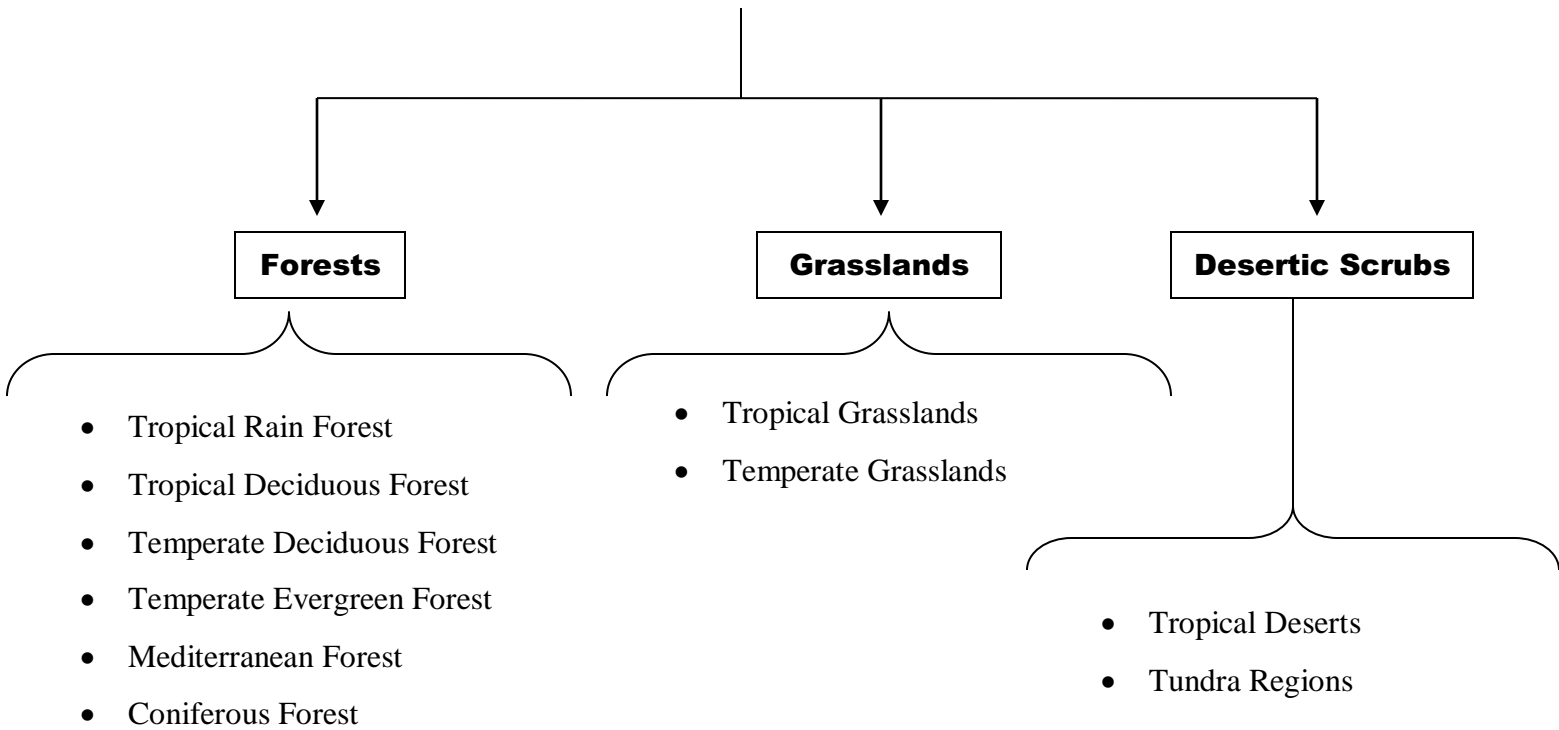 Forests
Grasslands
Desertic Scrubs
• Tropical Rain Forest
• Tropical Deciduous Forest
• Temperate Deciduous Forest
• Temperate Evergreen Forest
• Mediterranean Forest
• Coniferous Forest
• Tropical Grasslands
• Temperate Grasslands
• Tropical Deserts
• Tundra Regions